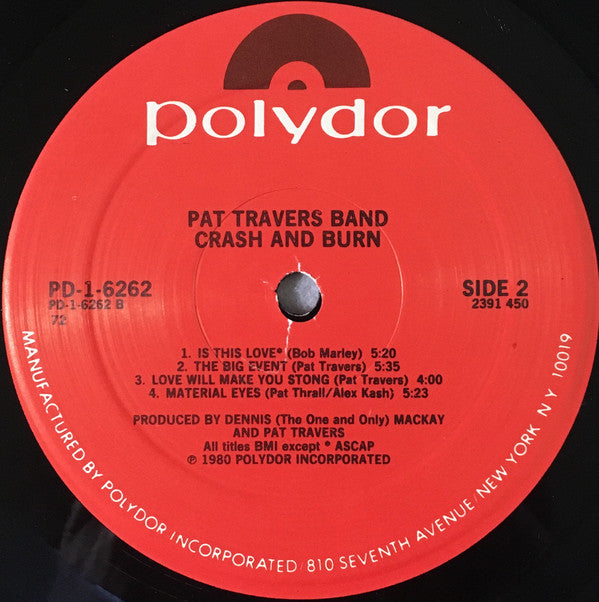 polydor
PAT TRAVERS BAND
CRASH AND BURN
PD-1-6262
PD-1-6262 B
72
SIDE 2
2391 450
1. IS THIS LOVE* (Bob Marley) 5:20
2. THE BIG EVENT (Pat Travers) 5:35
3. LOVE WILL MAKE YOU STONG (Pat Travers) 4:00
4. MATERIAL EYES (Pat Thrall/Alex Kash) 5:23
PRODUCED BY DENNIS (The One and Only) MACKAY
AND PAT TRAVERS
All titles BMI except * ASCAP
℗ 1980 POLYDOR INCORPORATED
MANUFACTURED BY POLYDOR INCORPORATED/810 SEVENTH AVENUE/NEW YORK N Y 10019